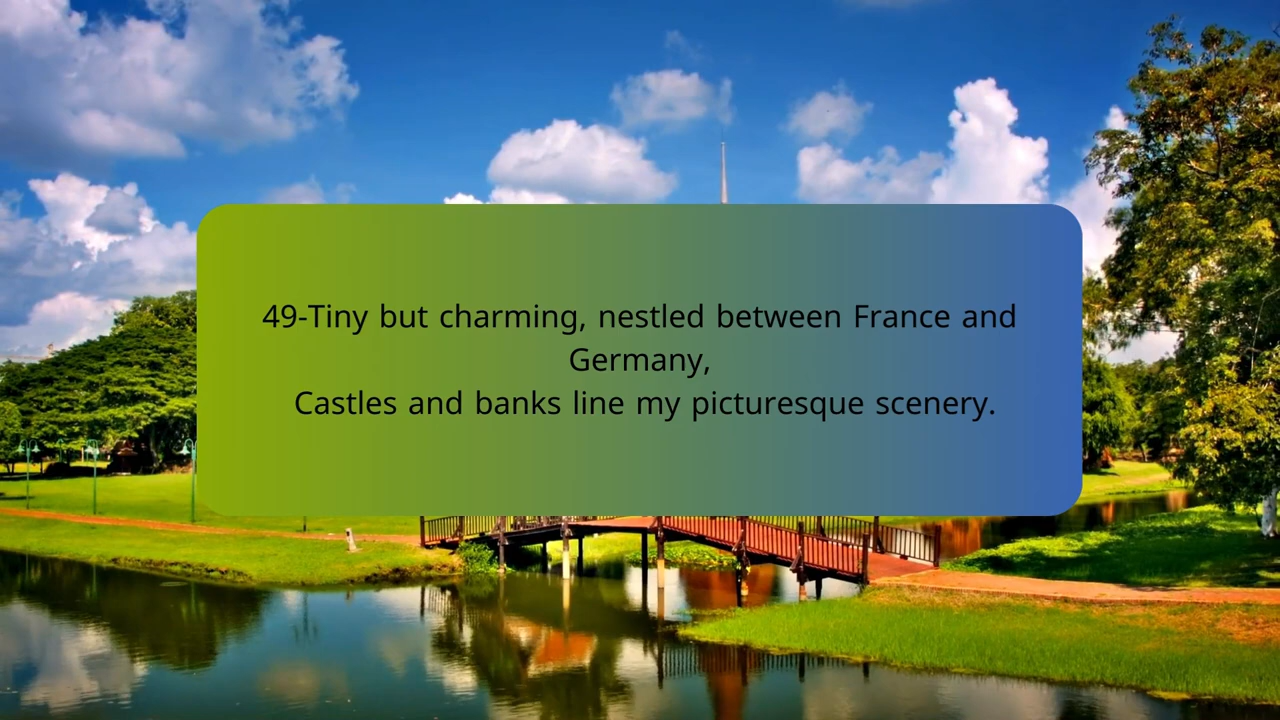 49-Tiny but charming, nestled between France and
Germany,
Castles and banks line my picturesque scenery.